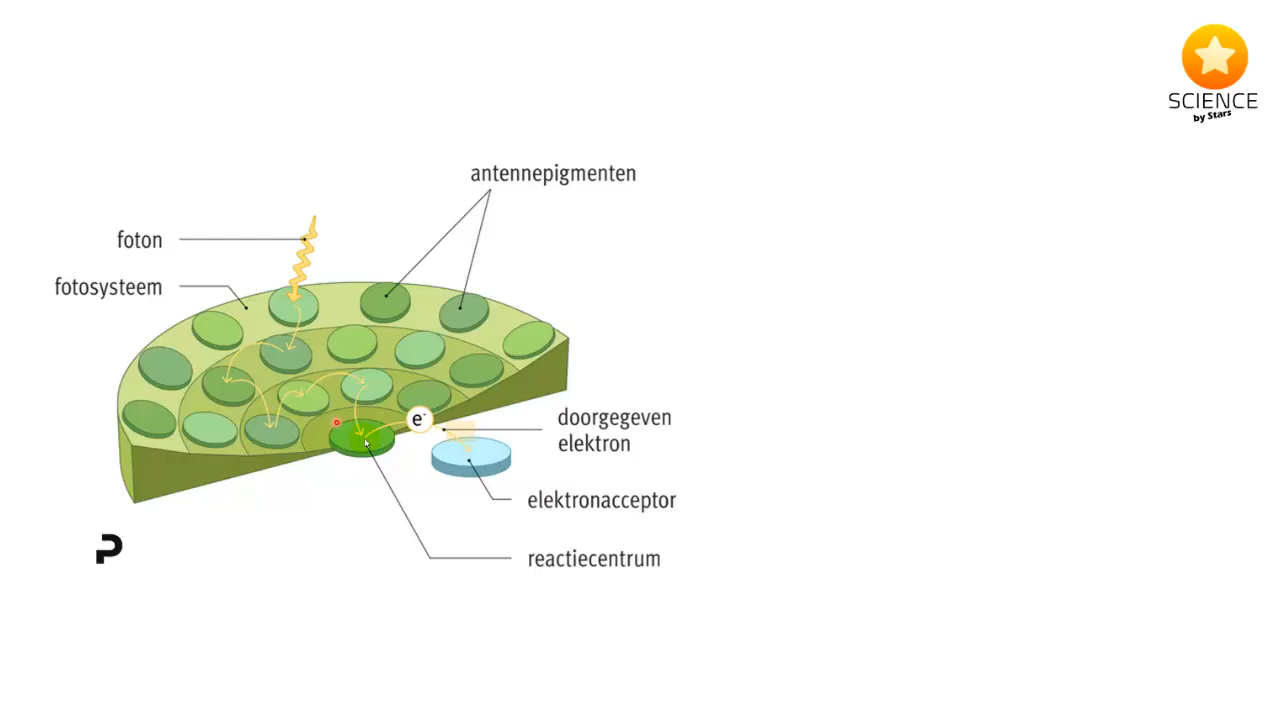 SCIENCE
by Stars
antennepigmenten
foton
fotosysteem
e-
doorgegeven
elektron
elektronacceptor
reactiecentrum
P